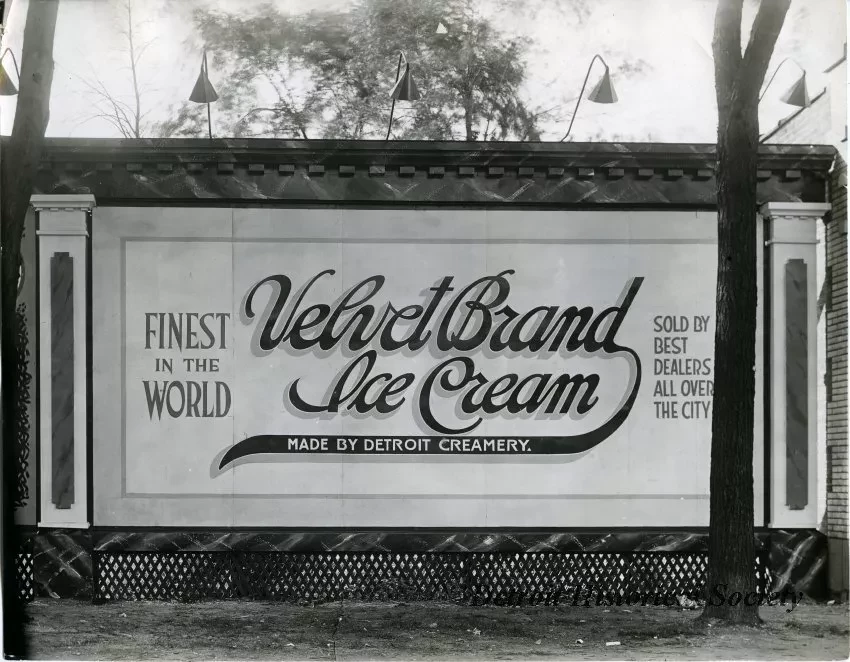 FINEST
IN THE
WORLD
Velvet Brand
Ice Cream
MADE BY DETROIT CREAMERY.
SOLD BY
BEST
DEALERS
ALL OVER
THE CITY
Detroit Historical Society